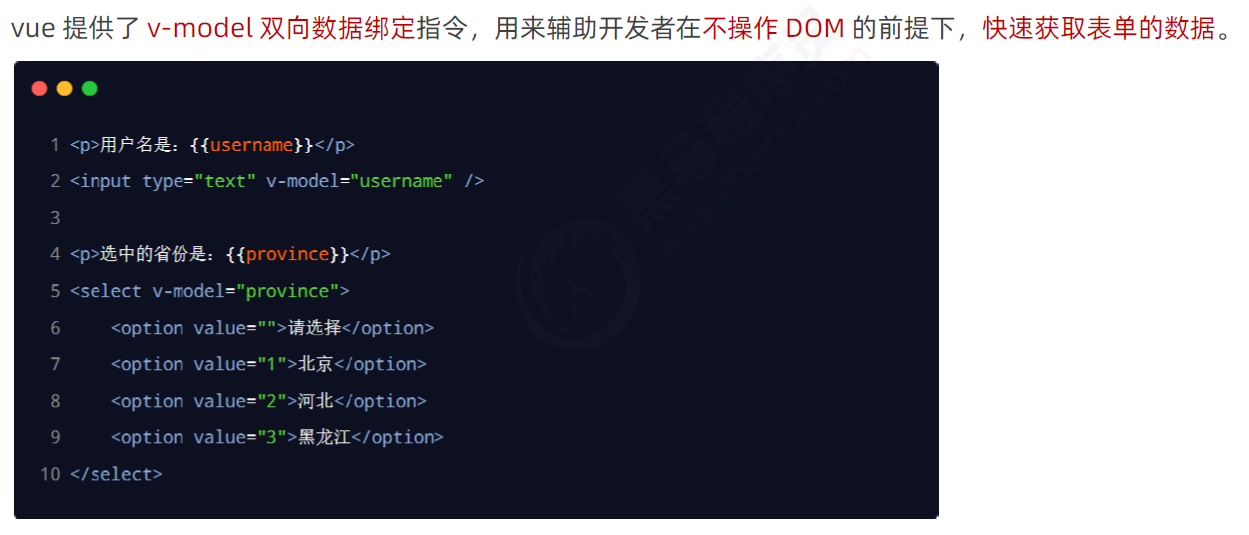 vue 提供了 v-model 双向数据绑定指令，用来辅助开发者在不操作 DOM 的前提下，快速获取表单的数据。
1 <p>用户名是：{{username}}</p>
2 <input type="text" v-model="username" />
3
4 <p>选中的省份是：{{province}}</p>
5 <select v-model="province">
6     <option value="">请选择</option>
7     <option value="1">北京</option>
8     <option value="2">河北</option>
9     <option value="3">黑龙江</option>
10 </select>
黑马程序员
www.itheima.com